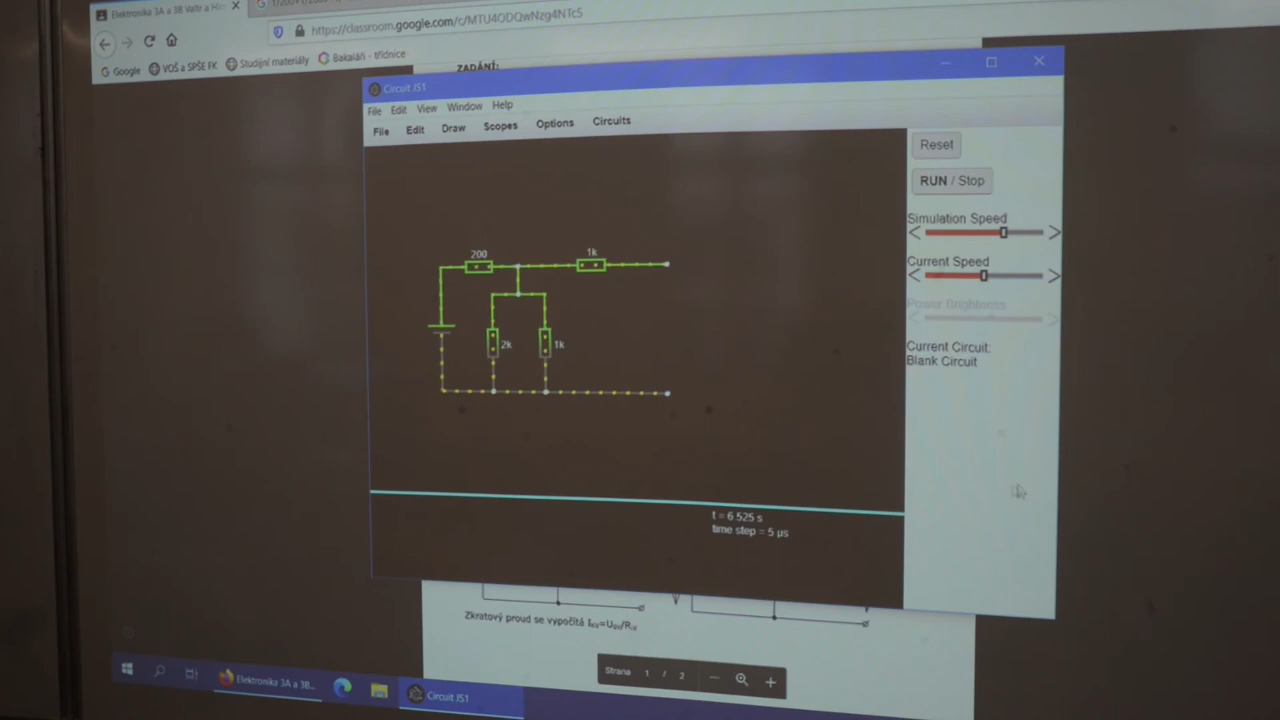 Elektronika 3A a 3B Valtr a
https://classroom.google.com/c/MTU4ODQwNzg4NTc5
Google VOŠ a SPŠE FK Studijní materiály Bakaláři - třídnice
ZADÁNÍ:
Circuit JS1
File Edit View Window Help
File Edit Draw Scopes Options Circuits
Reset
RUN / Stop
Simulation Speed
Current Speed
Power Brightness
Current Circuit:
Blank Circuit
200
1k
2k
1k
t = 6.525 s
time step = 5 µs
Zkratový proud se vypočítá
Strana 1 / 2
Elektronika 3A a 3B...
Circuit JS1